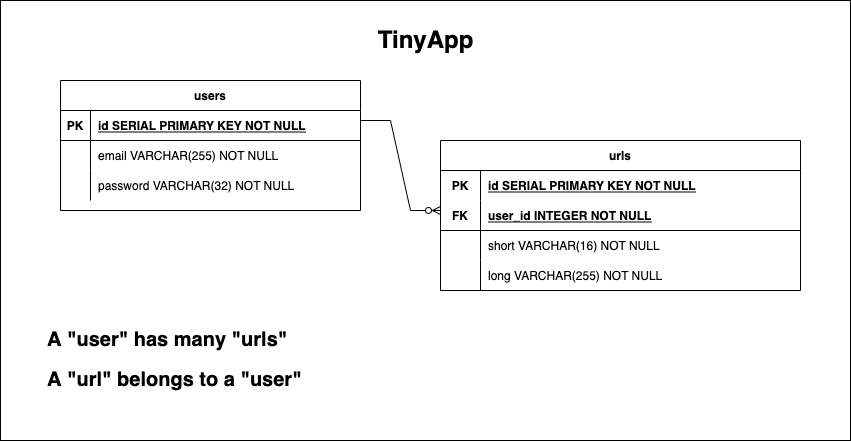 TinyApp
users
PK id SERIAL PRIMARY KEY NOT NULL
email VARCHAR(255) NOT NULL
password VARCHAR(32) NOT NULL
urls
PK id SERIAL PRIMARY KEY NOT NULL
FK user_id INTEGER NOT NULL
short VARCHAR(16) NOT NULL
long VARCHAR(255) NOT NULL
A "user" has many "urls"
A "url" belongs to a "user"